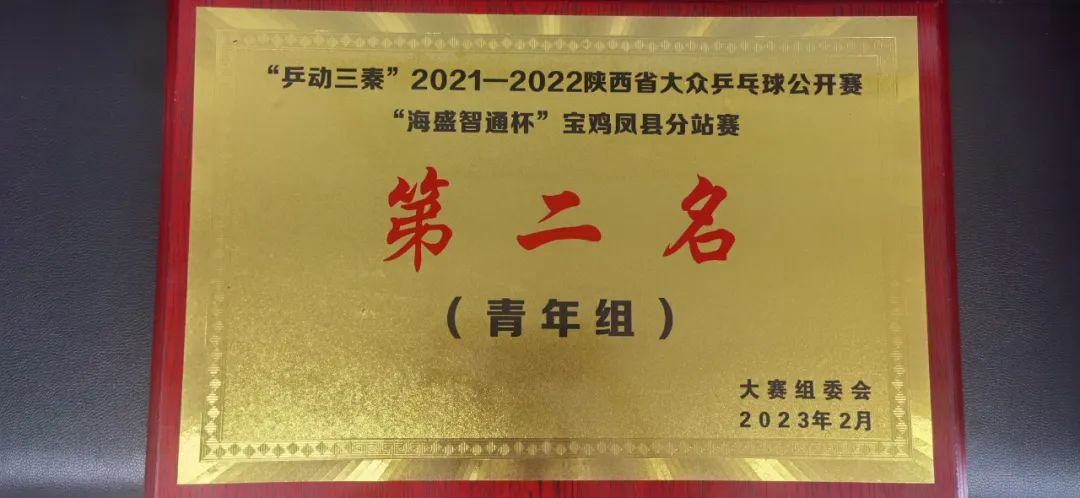 “乒动三秦”2021—2022陕西省大众乒乓球公开赛
“海盛智通杯”宝鸡凤县分站赛
第二名
（青年组）
大赛组委会
2023年2月